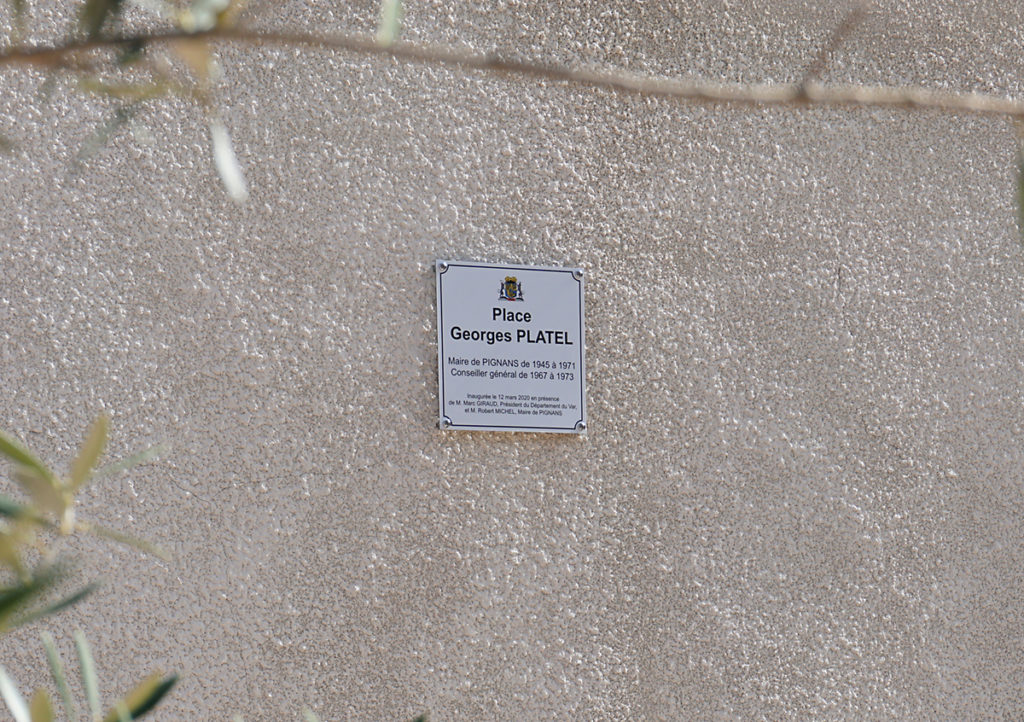 Place
Georges PLATEL
Maire de PIGNANS de 1945 à 1971
Conseiller général de 1967 à 1973
Inaugurée le 12 mars 2020 en présence
de M. Marc GIRAUD, Président du Département du Var,
et M. Robert MICHEL, Maire de PIGNANS